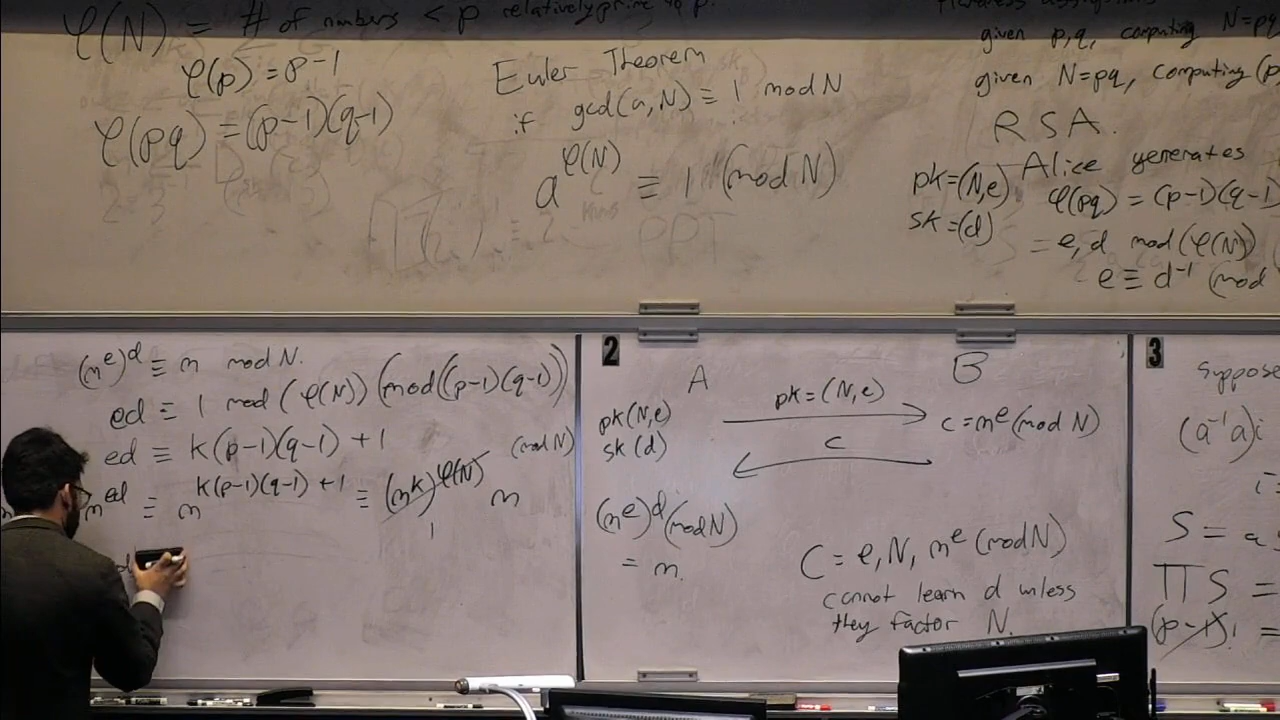 φ(N) = # of numbers < p relatively prime to p.
φ(p) = p-1
φ(pq) = (p-1)(q-1)
Euler Theorem
if gcd(a,N) ≡ 1 mod N
a^φ(N) ≡ 1 (mod N)
given p,q, computing N=pq
given N=pq, computing (p
RSA.
Alice generates
pk=(N,e)
sk=(d)
φ(pq) = (p-1)(q-1)
= e, d mod (φ(N))
e ≡ d^-1 (mod
(m^e)^d ≡ m mod N.
ed ≡ 1 mod (φ(N)) (mod((p-1)(q-1)))
ed ≡ k(p-1)(q-1) + 1
m^ed ≡ m^k(p-1)(q-1)+1 ≡ (m^k)^φ(N) m (mod N)
1
2
A
B
pk(N,e)
sk(d)
pk=(N,e)
c=m^e(mod N)
c
(m^e)^d(mod N)
= m.
C = e, N, m^e (mod N)
cannot learn d unless
they factor N.
3
Suppose
(a^-1a)i
S = a
Π S =
(p-1)! =